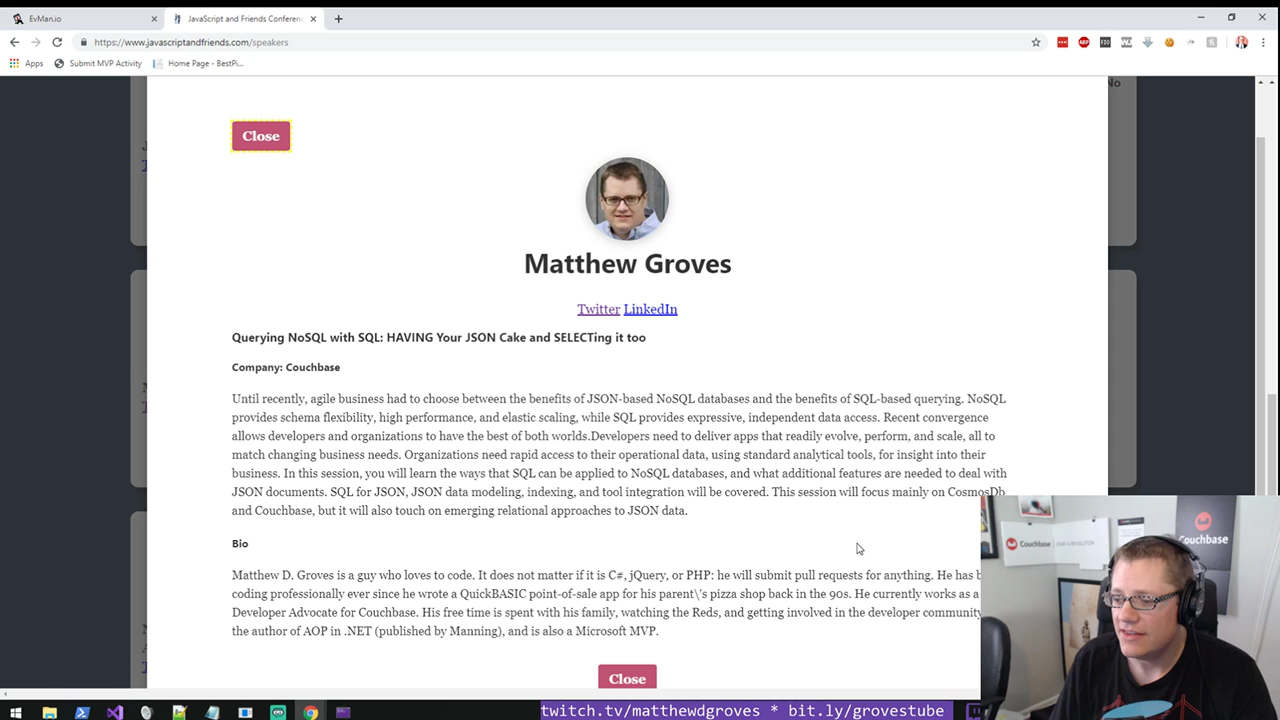 EvMan.io
JavaScript and Friends Conferen
https://www.javascriptandfriends.com/speakers
Apps
Submit MVP Activity
Home Page - BestPi...
No
Close
Matthew Groves
Twitter LinkedIn
Querying NoSQL with SQL: HAVING Your JSON Cake and SELECTing it too
Company: Couchbase
Until recently, agile business had to choose between the benefits of JSON-based NoSQL databases and the benefits of SQL-based querying. NoSQL
provides schema flexibility, high performance, and elastic scaling, while SQL provides expressive, independent data access. Recent convergence
allows developers and organizations to have the best of both worlds.Developers need to deliver apps that readily evolve, perform, and scale, all to
match changing business needs. Organizations need rapid access to their operational data, using standard analytical tools, for insight into their
business. In this session, you will learn the ways that SQL can be applied to NoSQL databases, and what additional features are needed to deal with
JSON documents. SQL for JSON, JSON data modeling, indexing, and tool integration will be covered. This session will focus mainly on CosmosDb
and Couchbase, but it will also touch on emerging relational approaches to JSON data.
Bio
Matthew D. Groves is a guy who loves to code. It does not matter if it is C#, jQuery, or PHP: he will submit pull requests for anything. He has b
coding professionally ever since he wrote a QuickBASIC point-of-sale app for his parent\'s pizza shop back in the 90s. He currently works as a
Developer Advocate for Couchbase. His free time is spent with his family, watching the Reds, and getting involved in the developer community
the author of AOP in .NET (published by Manning), and is also a Microsoft MVP.
Close
Couchbase
START A REVOLUTION
Couchbase
twitch.tv/matthewdgroves * bit.ly/grovestube